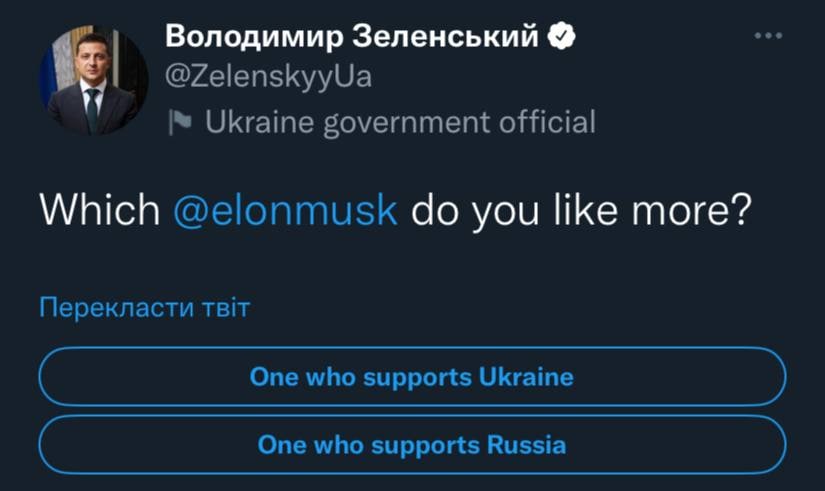 Володимир Зеленський
@ZelenskyyUa
Ukraine government official
Which @elonmusk do you like more?
Перекласти твіт
One who supports Ukraine
One who supports Russia